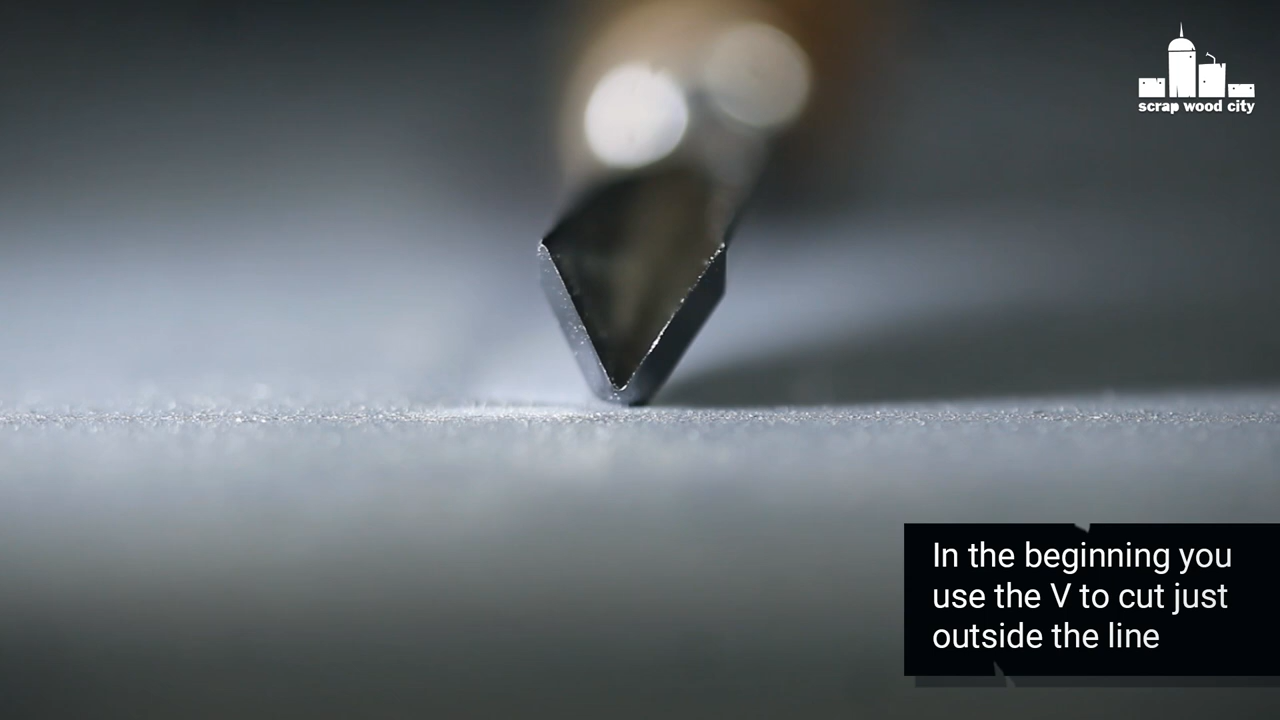 scrap wood city
In the beginning you
use the V to cut just
outside the line